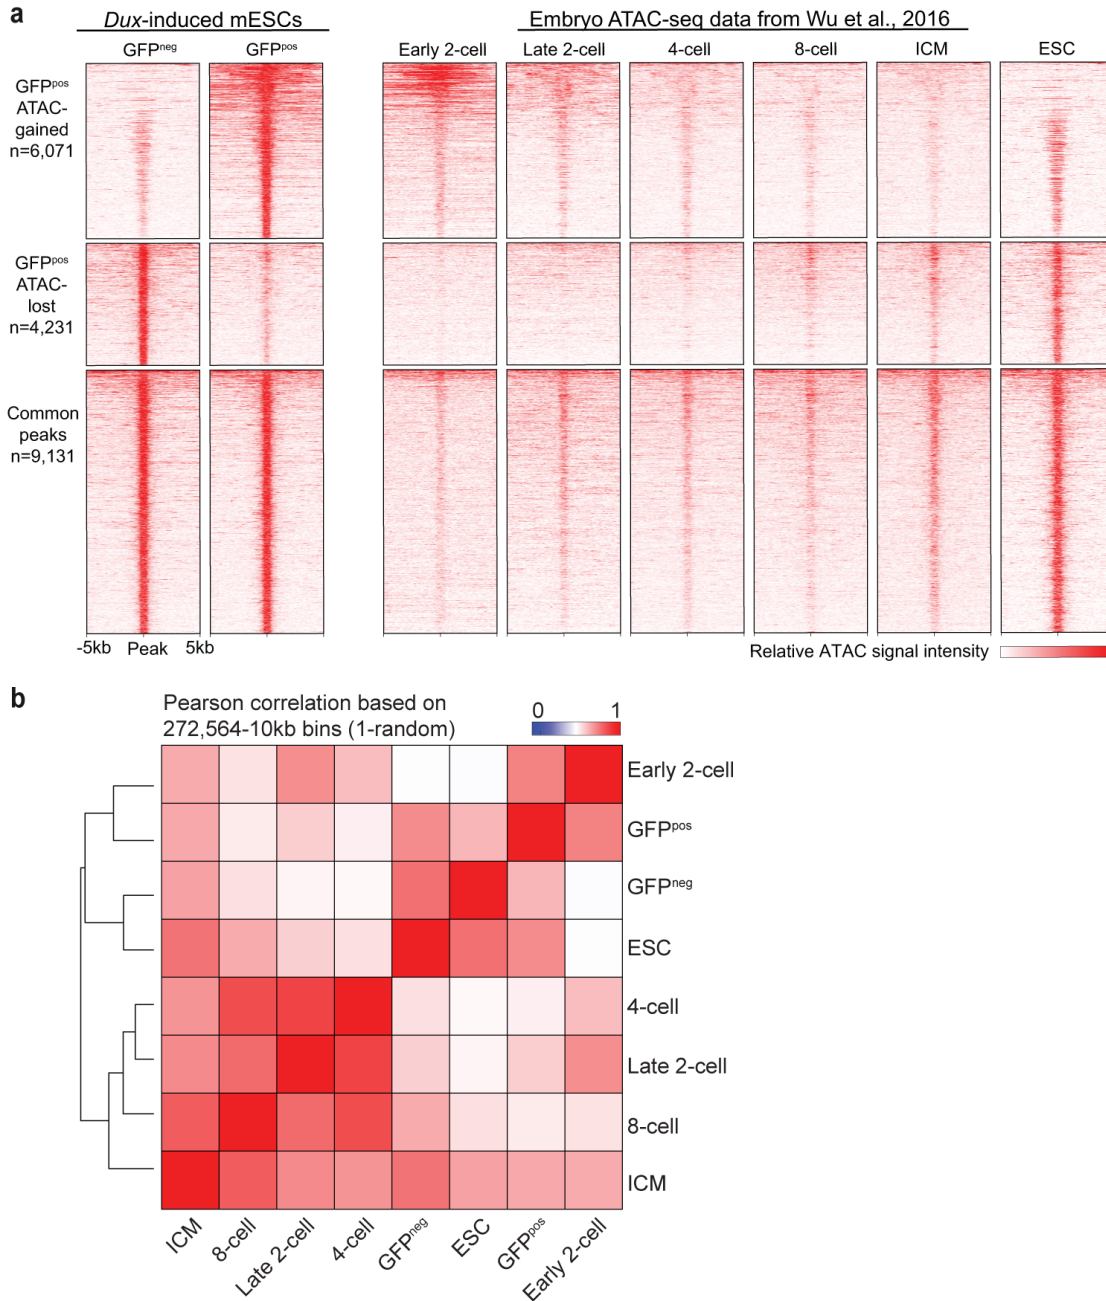 a
Dux-induced mESCs
Embryo ATAC-seq data from Wu et al., 2016
GFPneg
GFPpos
Early 2-cell
Late 2-cell
4-cell
8-cell
ICM
ESC
GFPpos
ATAC-
gained
n=6,071
GFPpos
ATAC-
lost
n=4,231
Common
peaks
n=9,131
-5kb
Peak
5kb
Relative ATAC signal intensity
b
Pearson correlation based on
272,564-10kb bins (1-random)
0
1
Early 2-cell
GFPpos
GFPneg
ESC
4-cell
Late 2-cell
8-cell
ICM
ICM
8-cell
Late 2-cell
4-cell
GFPneg
ESC
GFPpos
Early 2-cell